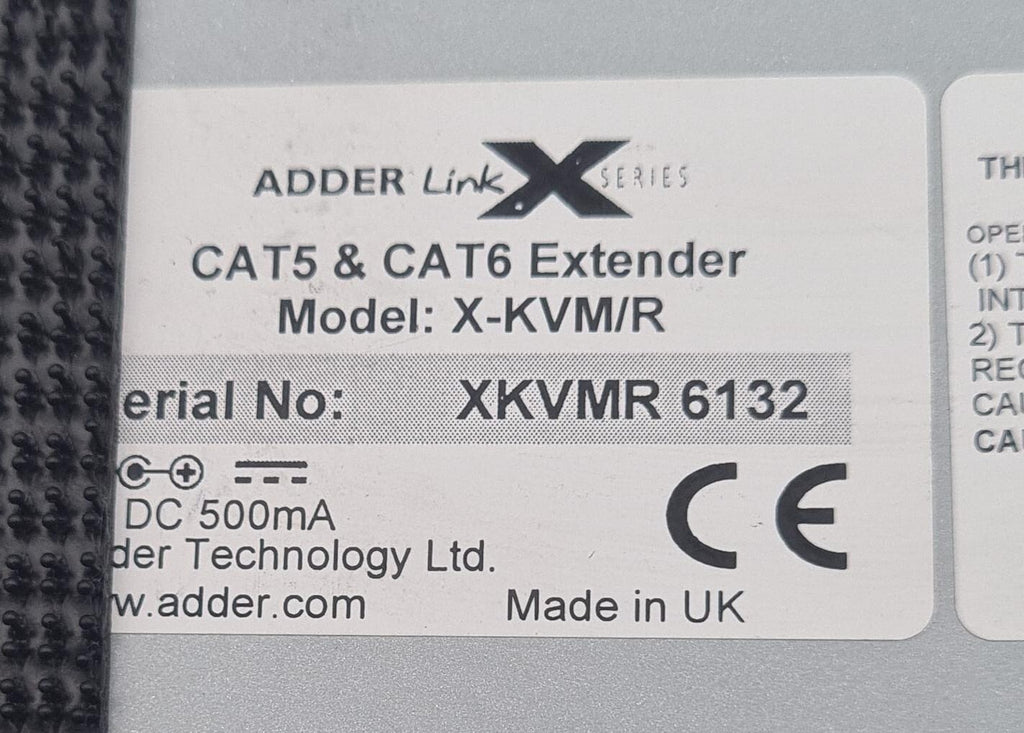 ADDER Link X SERIES
CAT5 & CAT6 Extender
Model: X-KVM/R
erial No: XKVMR 6132
DC 500mA
der Technology Ltd.
w.adder.com
Made in UK
CE
TH
OPE
(1) T
INT
2) T
REC
CA
CA